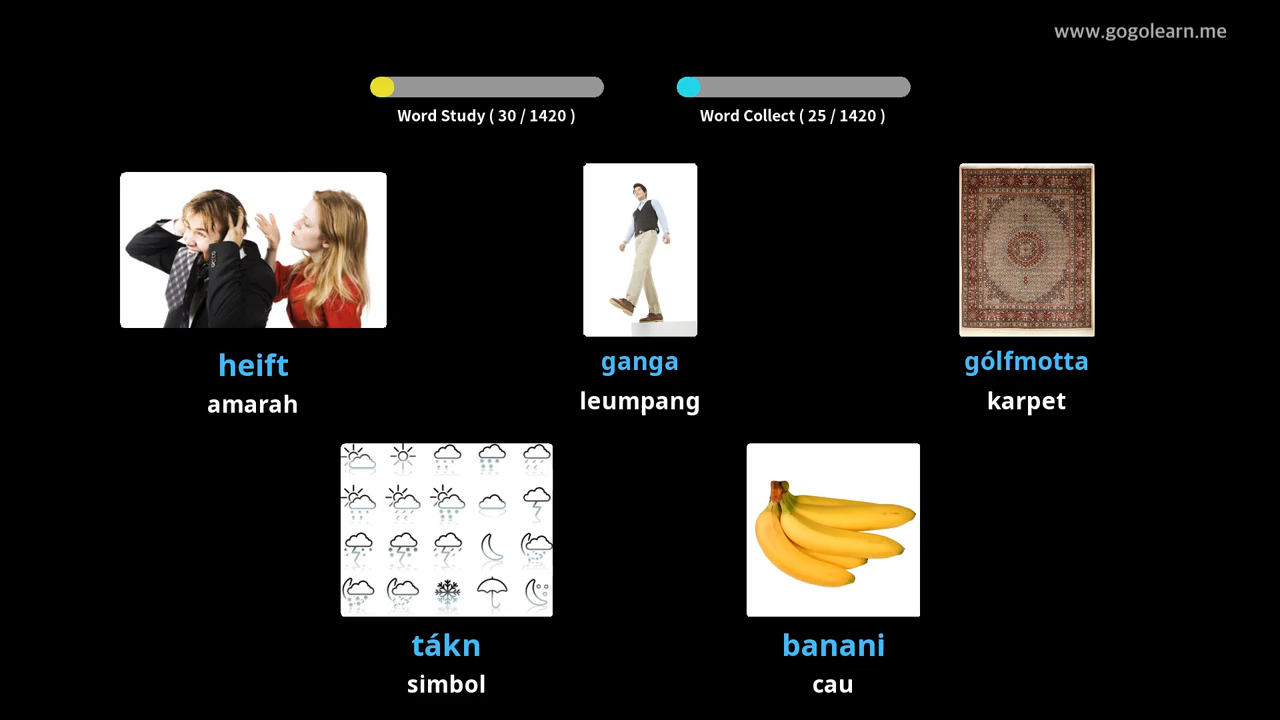 www.gogolearn.me
Word Study ( 30 / 1420 )
Word Collect ( 25 / 1420 )
heift
amarah
ganga
leumpang
gólfmotta
karpet
tákn
simbol
banani
cau